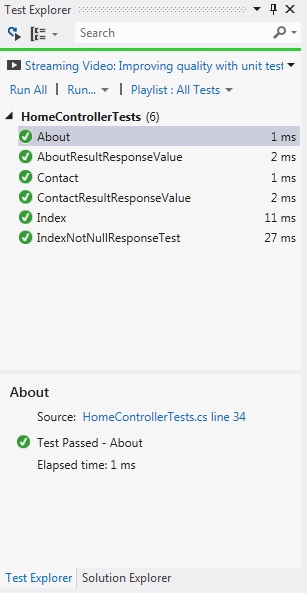 Test Explorer
Search
Streaming Video: Improving quality with unit test
Run All | Run... | Playlist : All Tests
HomeControllerTests (6)
About 1 ms
AboutResultResponseValue 2 ms
Contact 1 ms
ContactResultResponseValue 2 ms
Index 11 ms
IndexNotNullResponseTest 27 ms
About
Source: HomeControllerTests.cs line 34
Test Passed - About
Elapsed time: 1 ms
Test Explorer Solution Explorer